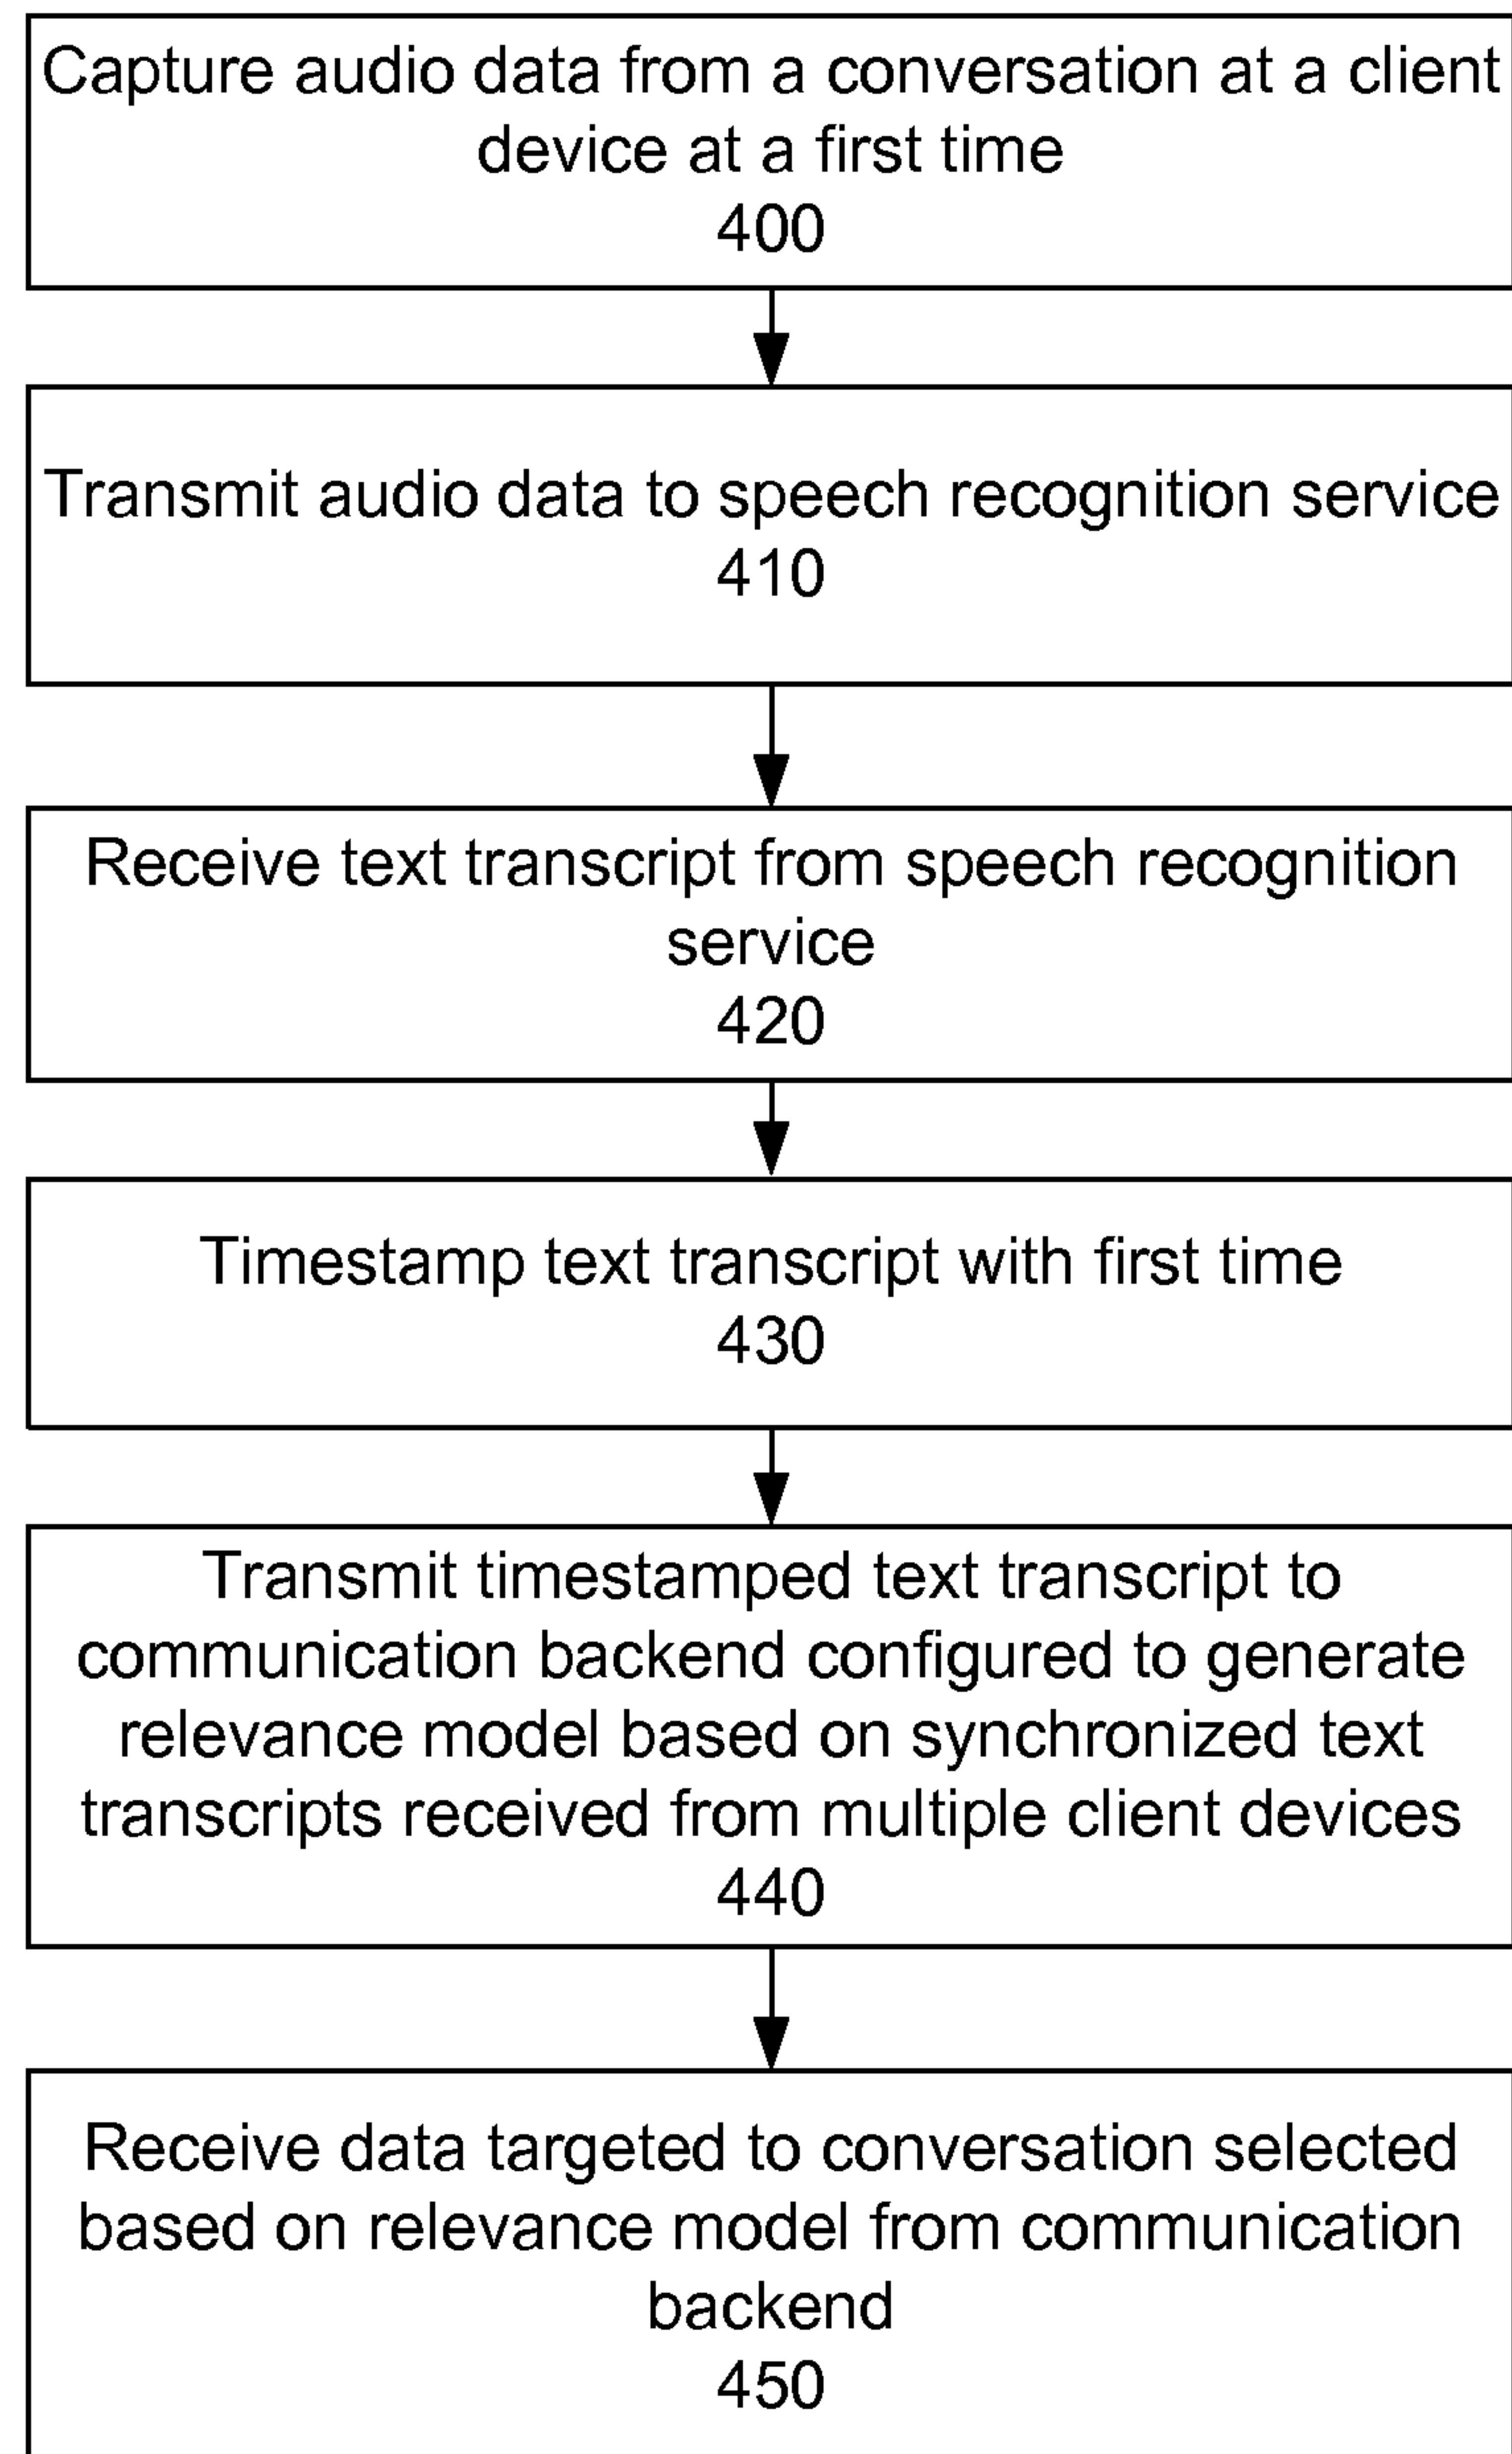 Capture audio data from a conversation at a client
device at a first time
400
Transmit audio data to speech recognition service
410
Receive text transcript from speech recognition
service
420
Timestamp text transcript with first time
430
Transmit timestamped text transcript to
communication backend configured to generate
relevance model based on synchronized text
transcripts received from multiple client devices
440
Receive data targeted to conversation selected
based on relevance model from communication
backend
450